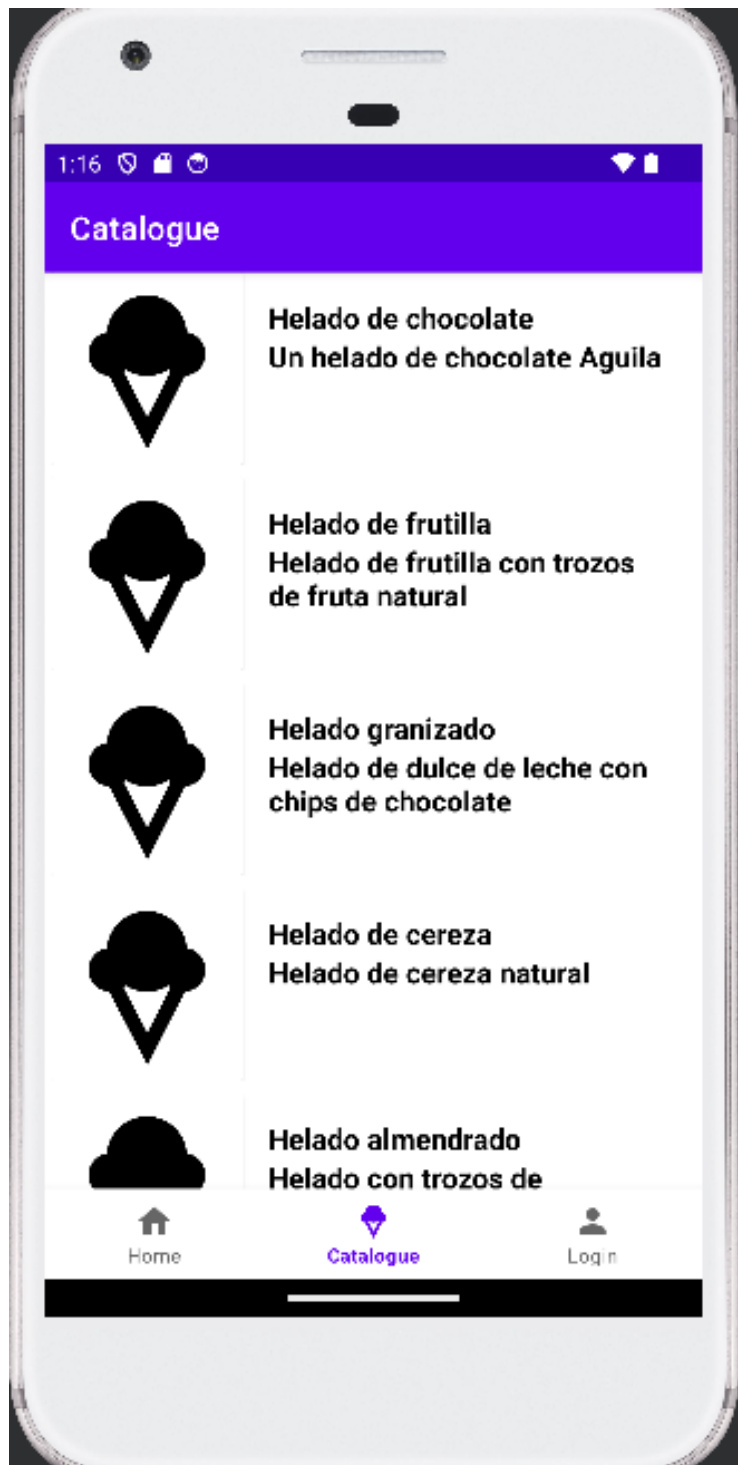 1:16
Catalogue
Helado de chocolate
Un helado de chocolate Aguila
Helado de frutilla
Helado de frutilla con trozos
de fruta natural
Helado granizado
Helado de dulce de leche con
chips de chocolate
Helado de cereza
Helado de cereza natural
Helado almendrado
Helado con trozos de
Home
Catalogue
Login